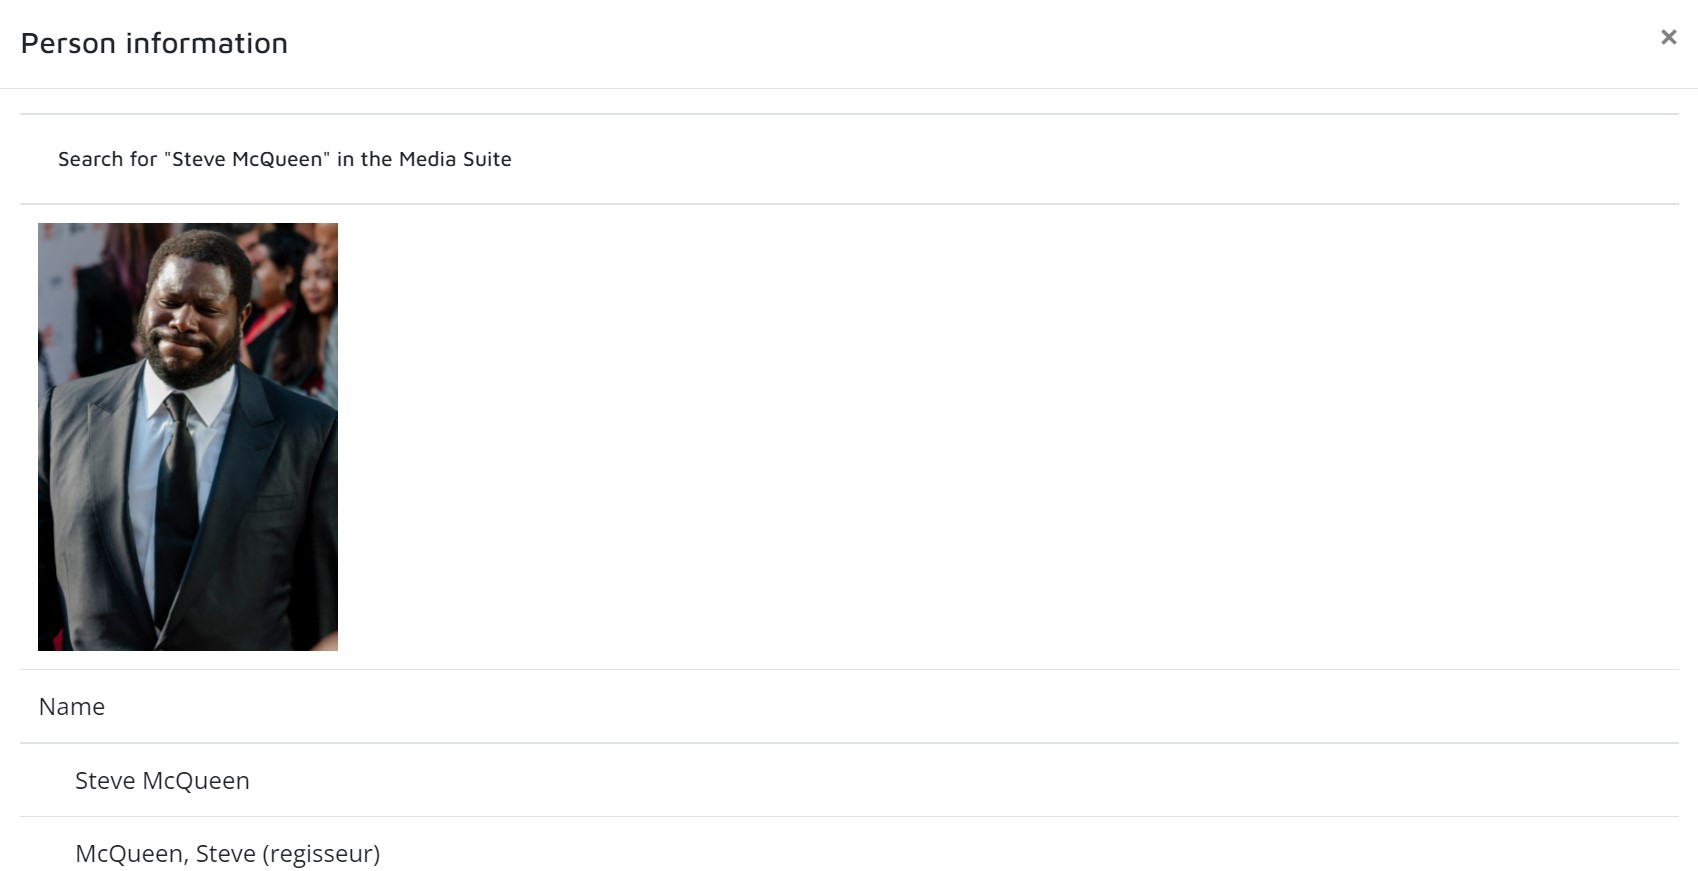 Person information
×
Search for "Steve McQueen" in the Media Suite
Name
Steve McQueen
McQueen, Steve (regisseur)